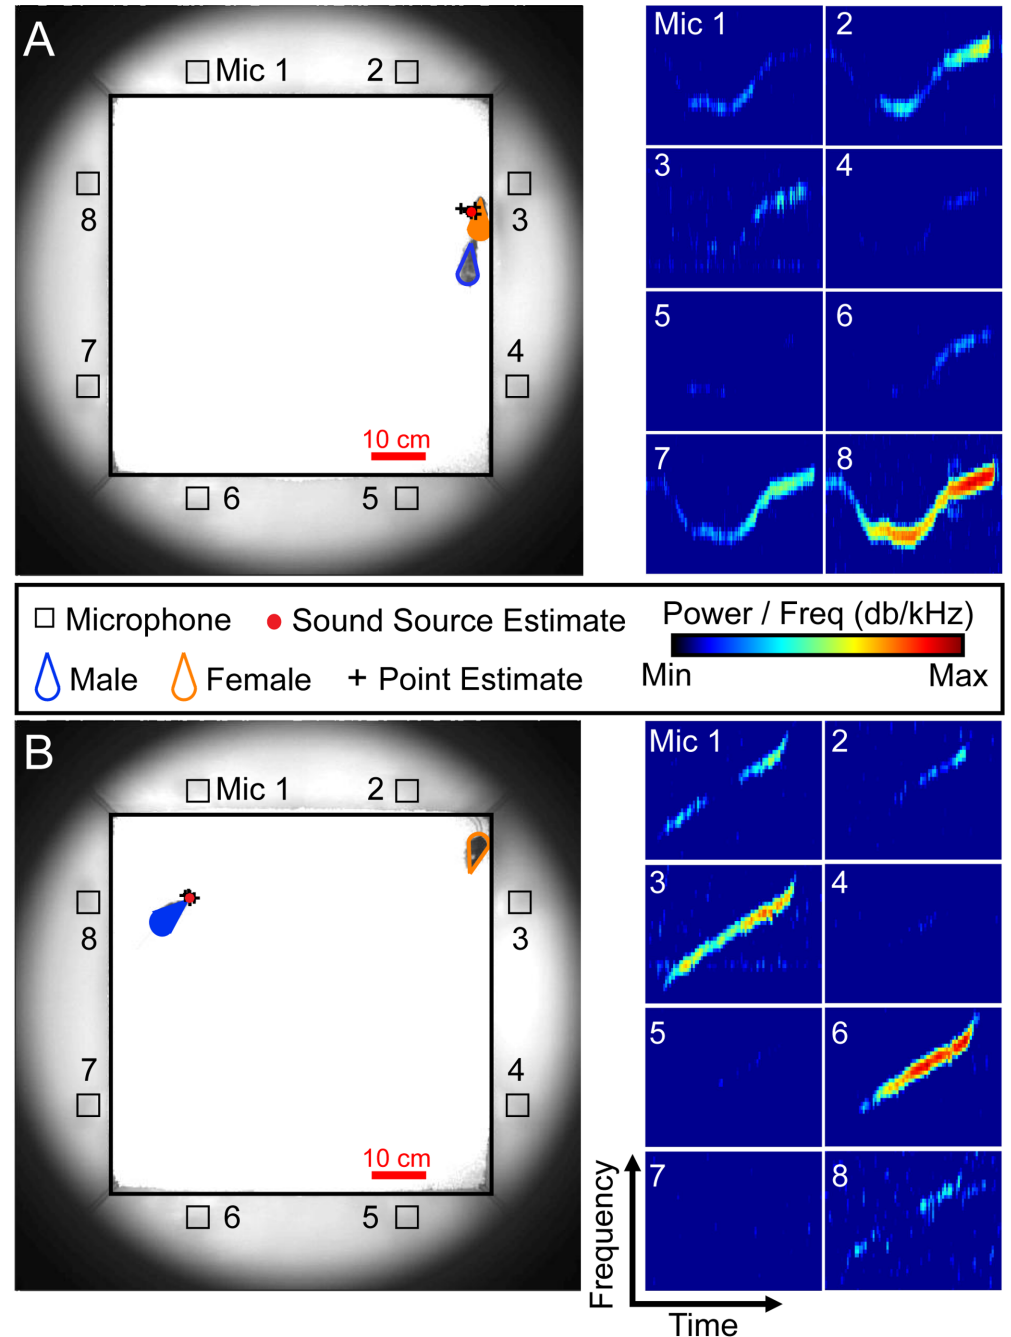 A
Mic 1
2
8
3
7
4
10 cm
6
5
Mic 1
2
3
4
5
6
7
8
Microphone
Sound Source Estimate
Male
Female
Point Estimate
Power / Freq (db/kHz)
Min
Max
B
Mic 1
2
8
3
7
4
10 cm
6
5
Mic 1
2
3
4
5
6
7
8
Frequency
Time